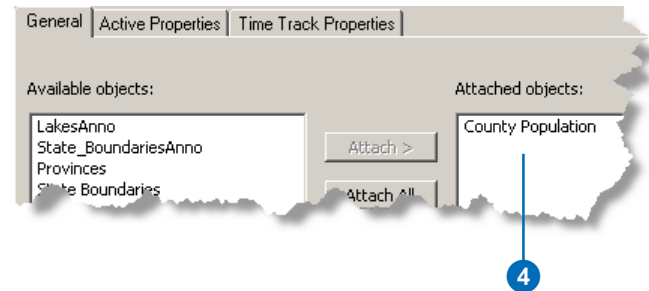 General Active Properties Time Track Properties
Available objects: Attached objects:
LakesAnno County Population
State_BoundariesAnno Attach >
Provinces
State Boundaries Attach All
4